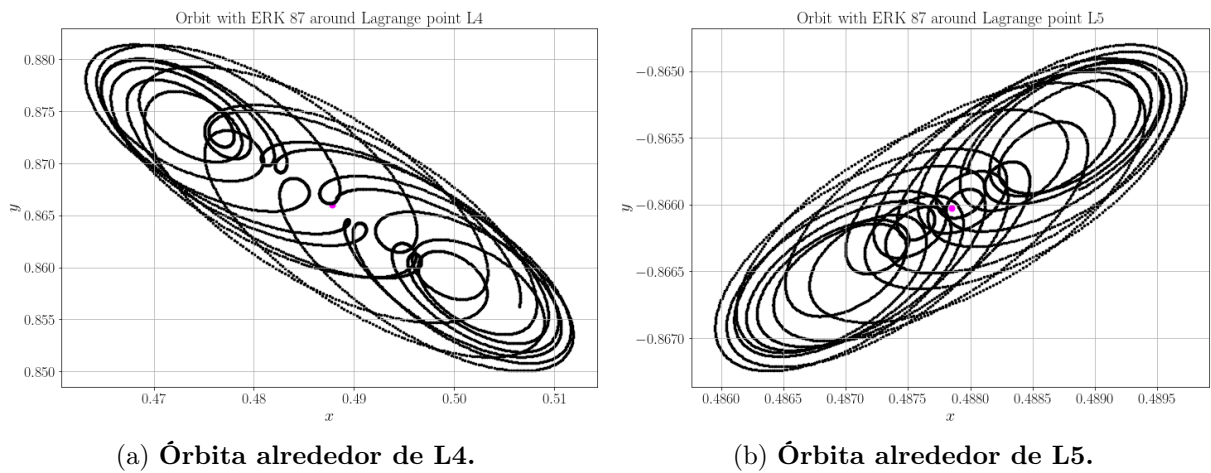 Orbit with ERK 87 around Lagrange point L4
0.880
0.875
0.870
0.865
0.860
0.855
0.850
y
0.47 0.48 0.49 0.50 0.51
x
(a) Órbita alrededor de L4.
Orbit with ERK 87 around Lagrange point L5
−0.8650
−0.8655
−0.8660
−0.8665
−0.8670
y
0.4860 0.4865 0.4870 0.4875 0.4880 0.4885 0.4890 0.4895
x
(b) Órbita alrededor de L5.